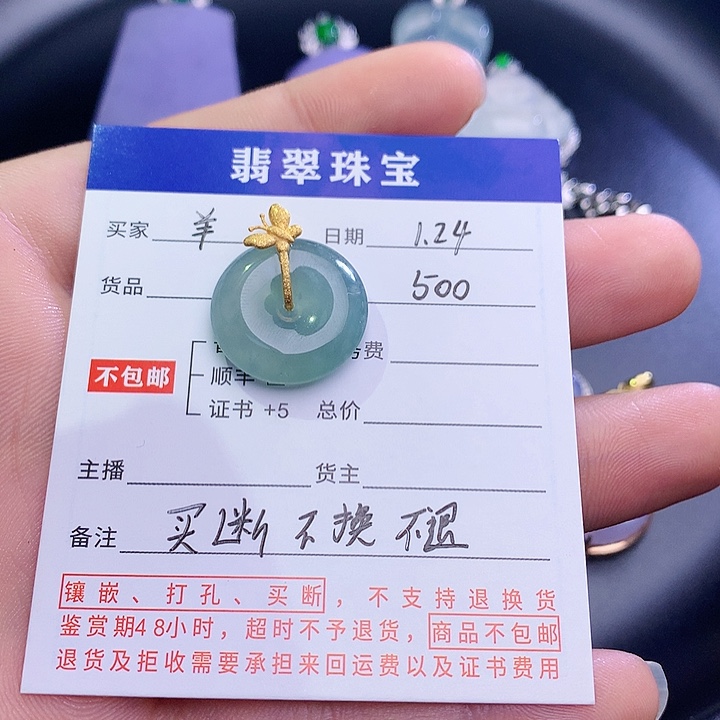 翡翠珠宝
买家 羊 日期 1.24
货品 500
费
不包邮 顺丰
证书 +5 总价
主播 货主
备注 买断 不换 不退
镶嵌、打孔、买断，不支持退换货
鉴赏期48小时，超时不予退货，商品不包邮
退货及拒收需要承担来回运费以及证书费用